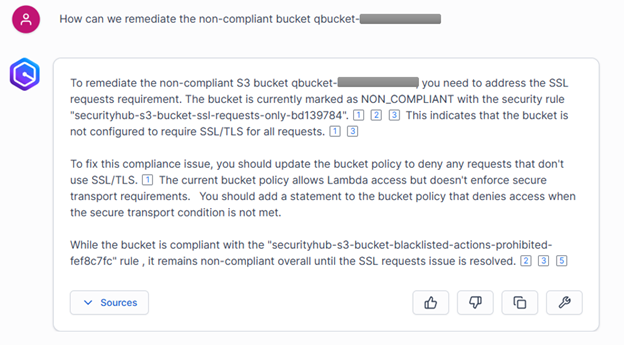 How can we remediate the non-compliant bucket qbucket-
To remediate the non-compliant S3 bucket qbucket- , you need to address the SSL
requests requirement. The bucket is currently marked as NON_COMPLIANT with the security rule
"securityhub-s3-bucket-ssl-requests-only-bd139784". 1 2 3 This indicates that the bucket is
not configured to require SSL/TLS for all requests. 1 3
To fix this compliance issue, you should update the bucket policy to deny any requests that don't
use SSL/TLS. 1 The current bucket policy allows Lambda access but doesn't enforce secure
transport requirements. You should add a statement to the bucket policy that denies access when
the secure transport condition is not met.
While the bucket is compliant with the "securityhub-s3-bucket-blacklisted-actions-prohibited-
fef8c7fc" rule , it remains non-compliant overall until the SSL requests issue is resolved. 2 3 5
Sources